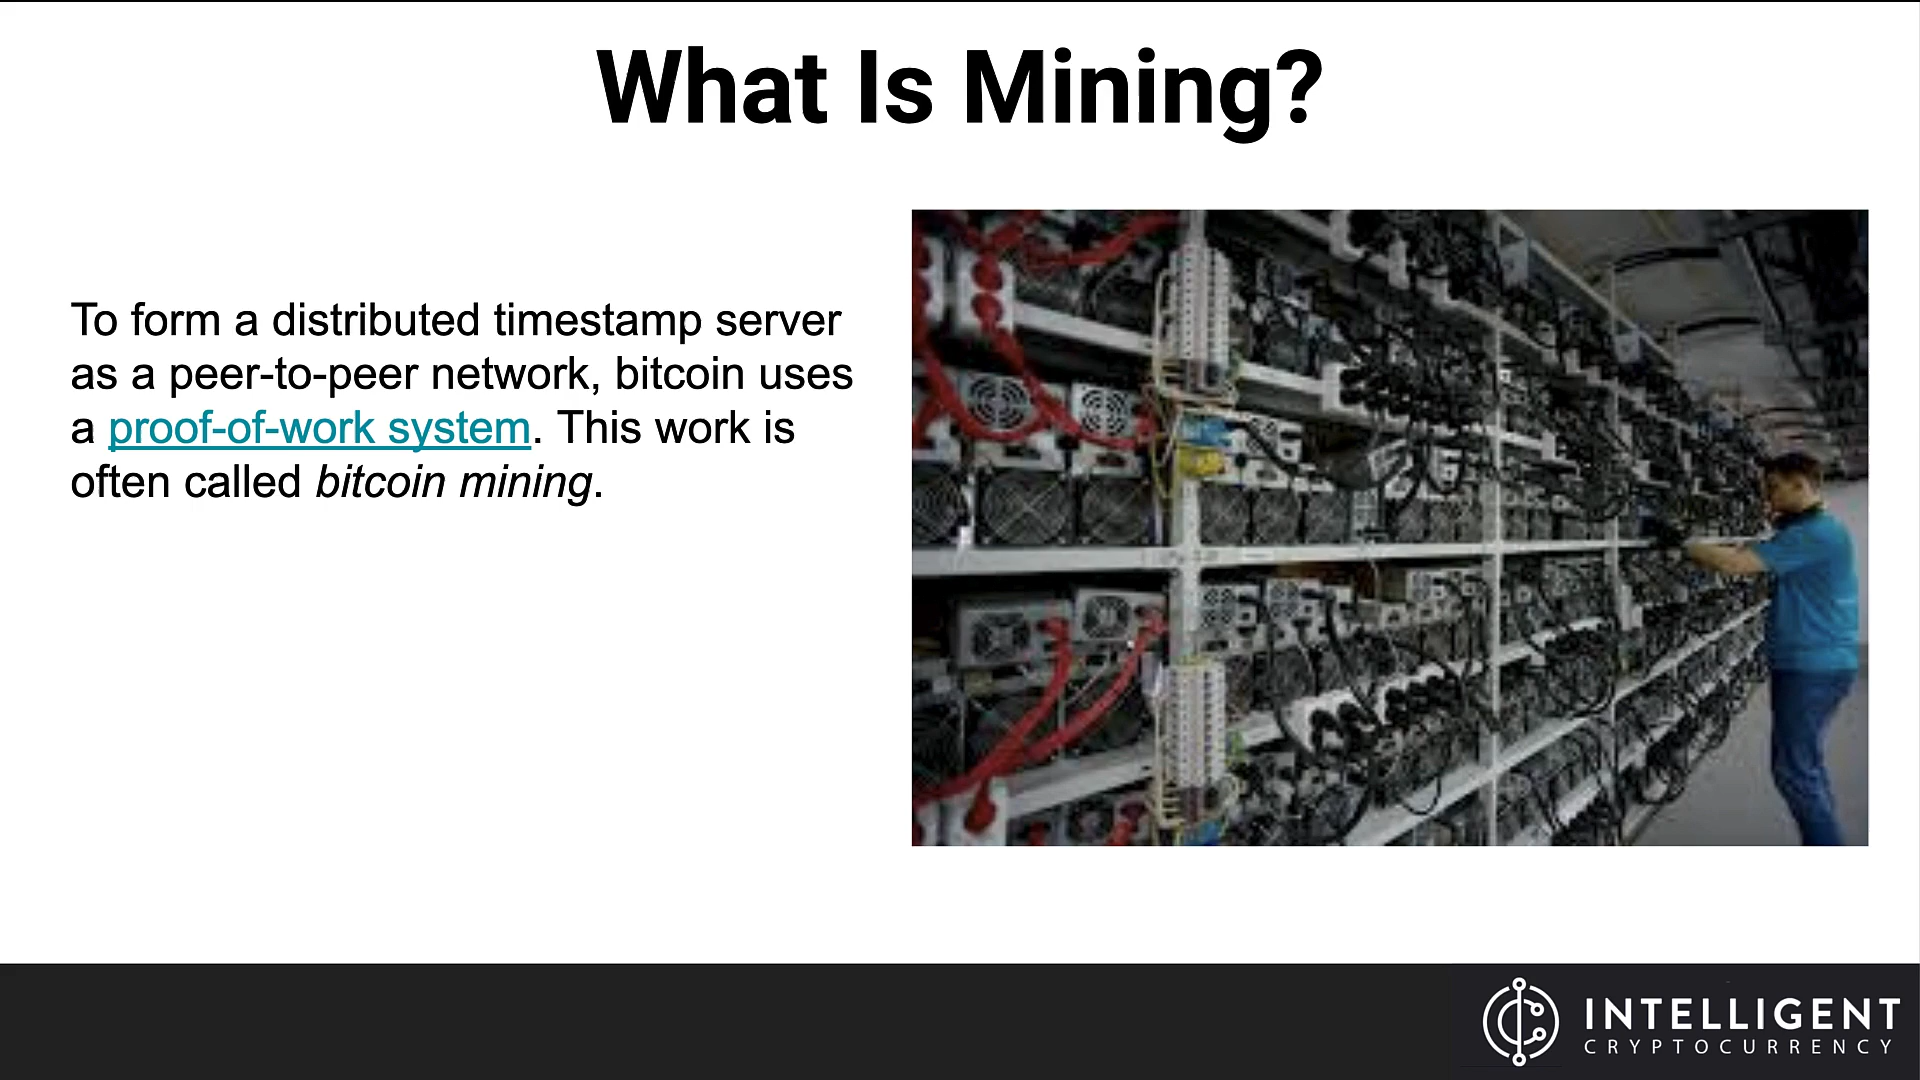 What Is Mining?
To form a distributed timestamp server
as a peer-to-peer network, bitcoin uses
a proof-of-work system. This work is
often called bitcoin mining.
INTELLIGENT
CRYPTOCURRENCY